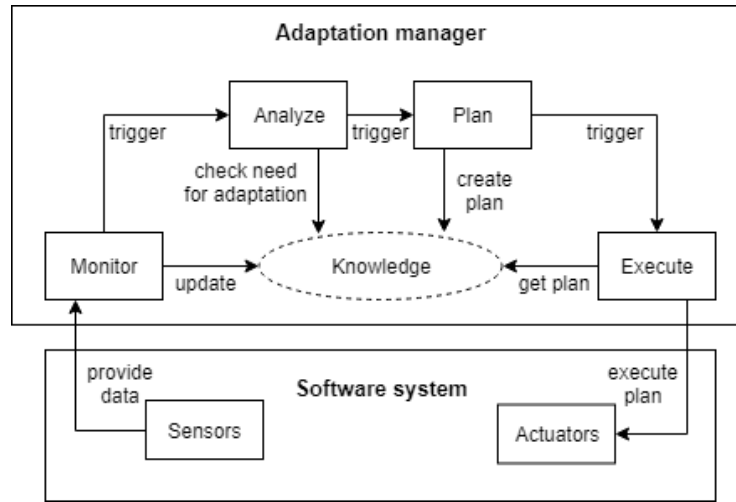 Adaptation manager
Analyze
Plan
trigger
trigger
trigger
check need
for adaptation
create
plan
Monitor
update
Knowledge
get plan
Execute
provide
data
Software system
execute
plan
Sensors
Actuators